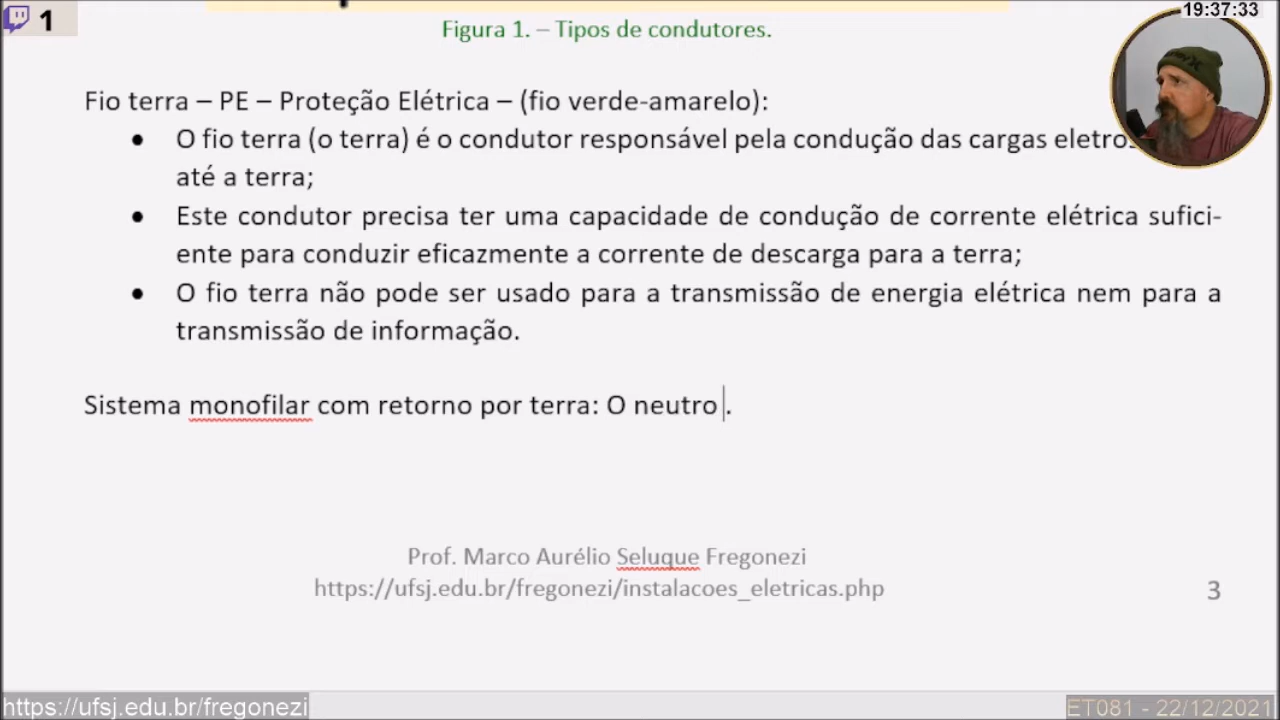 1
19:37:33
Figura 1. – Tipos de condutores.
Fio terra – PE – Proteção Elétrica – (fio verde-amarelo):
• O fio terra (o terra) é o condutor responsável pela condução das cargas
até a terra;
• Este condutor precisa ter uma capacidade de condução de corrente elétrica sufici-
ente para conduzir eficazmente a corrente de descarga para a terra;
• O fio terra não pode ser usado para a transmissão de energia elétrica nem para a
transmissão de informação.
Sistema monofilar com retorno por terra: O neutro .
Prof. Marco Aurélio Seluque Fregonezi
https://ufsj.edu.br/fregonezi/instalacoes_eletricas.php
3
https://ufsj.edu.br/fregonezi
ET081 - 22/12/2021